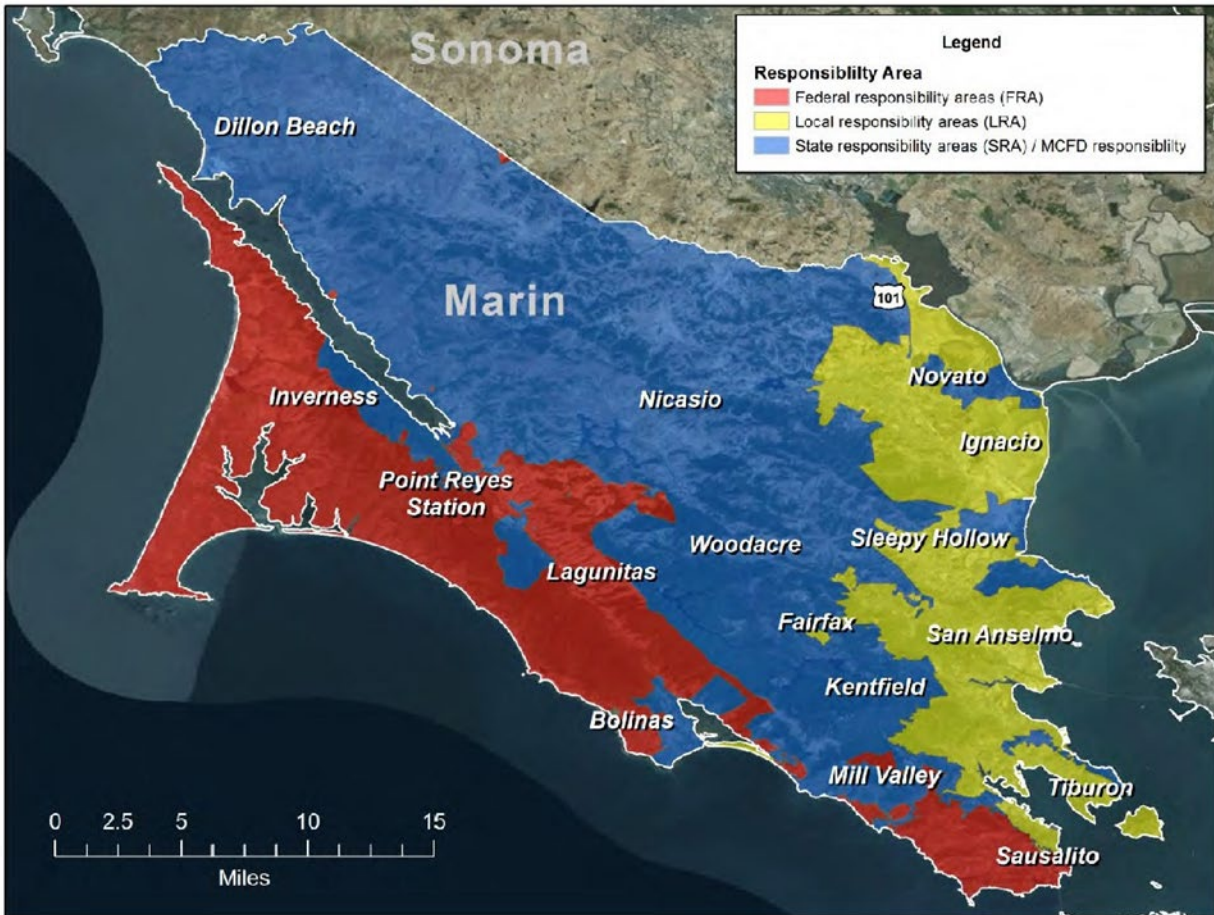 Sonoma
Legend
Responsiblilty Area
Federal responsibility areas (FRA)
Local responsibility areas (LRA)
State responsibility areas (SRA) / MCFD responsiblity
Dillon Beach
Marin
101
Novato
Inverness
Nicasio
Ignacio
Point Reyes
Station
Woodacre
Sleepy Hollow
Lagunitas
Fairfax
San Anselmo
Kentfield
Bolinas
Mill Valley
Tiburon
Sausalito
0 2.5 5 10 15
Miles